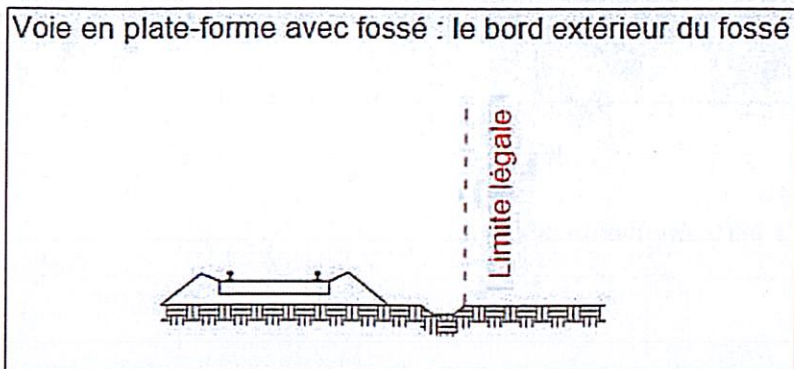 Voie en plate-forme avec fossé : le bord extérieur du fossé
Limite légale